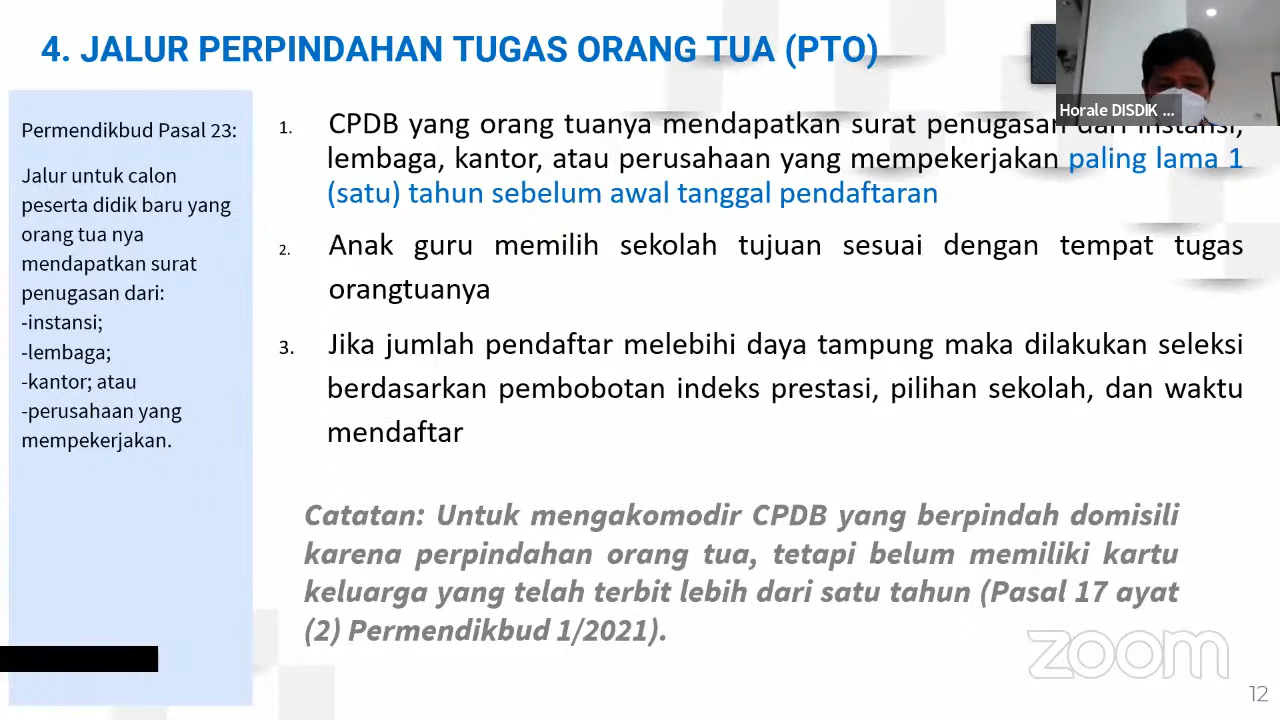 4. JALUR PERPINDAHAN TUGAS ORANG TUA (PTO)
Horale DISDIK ...
Permendikbud Pasal 23:
Jalur untuk calon
peserta didik baru yang
orang tua nya
mendapatkan surat
penugasan dari:
-instansi;
-lembaga;
-kantor; atau
-perusahaan yang
mempekerjakan.
1. CPDB yang orang tuanya mendapatkan surat penugasan dari instansi,
lembaga, kantor, atau perusahaan yang mempekerjakan paling lama 1
(satu) tahun sebelum awal tanggal pendaftaran
2. Anak guru memilih sekolah tujuan sesuai dengan tempat tugas
orangtuanya
3. Jika jumlah pendaftar melebihi daya tampung maka dilakukan seleksi
berdasarkan pembobotan indeks prestasi, pilihan sekolah, dan waktu
mendaftar
Catatan: Untuk mengakomodir CPDB yang berpindah domisili
karena perpindahan orang tua, tetapi belum memiliki kartu
keluarga yang telah terbit lebih dari satu tahun (Pasal 17 ayat
(2) Permendikbud 1/2021).
zoom
12